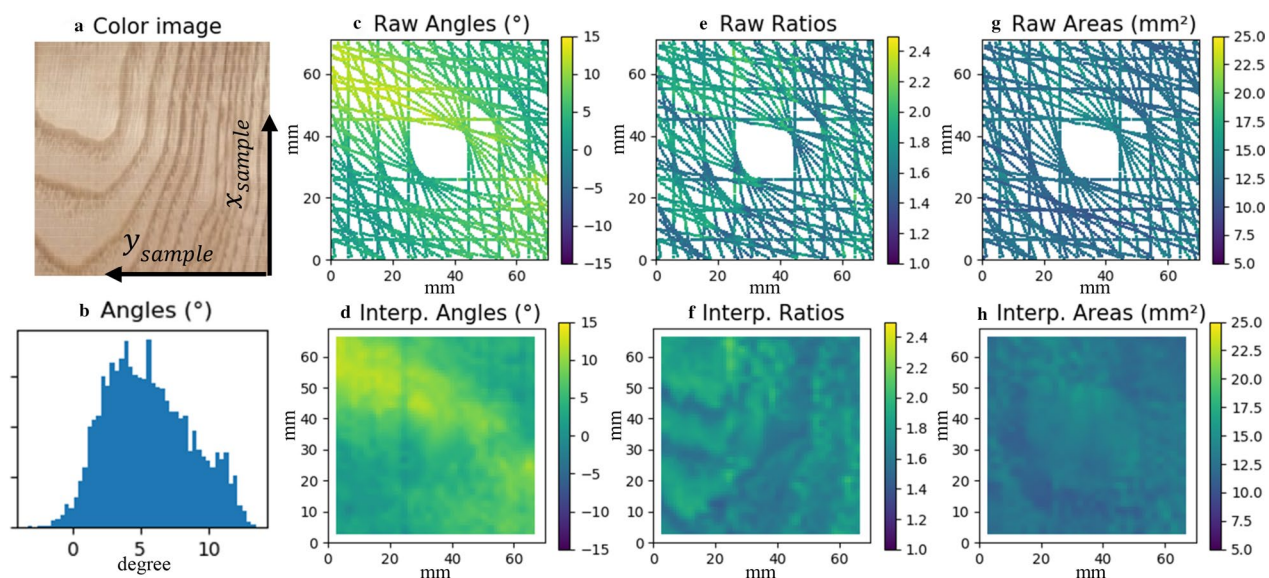 a Color image
x_sample
y_sample
b Angles (°)
0 5 10
degree
c Raw Angles (°)
mm
60
40
20
0
0 20 40 60
mm
15
10
5
0
−5
−10
−15
d Interp. Angles (°)
mm
60
50
40
30
20
10
0
0 20 40 60
mm
15
10
5
0
−5
−10
−15
e Raw Ratios
mm
60
40
20
0
0 20 40 60
mm
2.4
2.2
2.0
1.8
1.6
1.4
1.2
1.0
f Interp. Ratios
mm
60
50
40
30
20
10
0
0 20 40 60
mm
2.4
2.2
2.0
1.8
1.6
1.4
1.2
1.0
g Raw Areas (mm²)
mm
60
40
20
0
0 20 40 60
mm
25.0
22.5
20.0
17.5
15.0
12.5
10.0
7.5
5.0
h Interp. Areas (mm²)
mm
60
50
40
30
20
10
0
0 20 40 60
mm
25.0
22.5
20.0
17.5
15.0
12.5
10.0
7.5
5.0